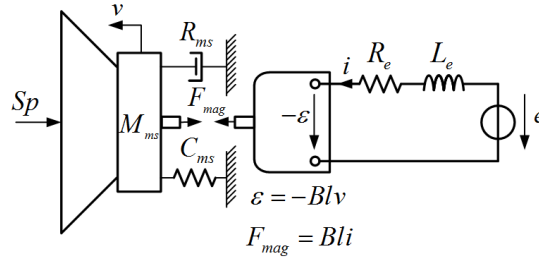 v
R_ms
Sp
M_ms
F_mag
C_ms
i
R_e
L_e
-ε
e
ε = -Blv
F_mag = Bli